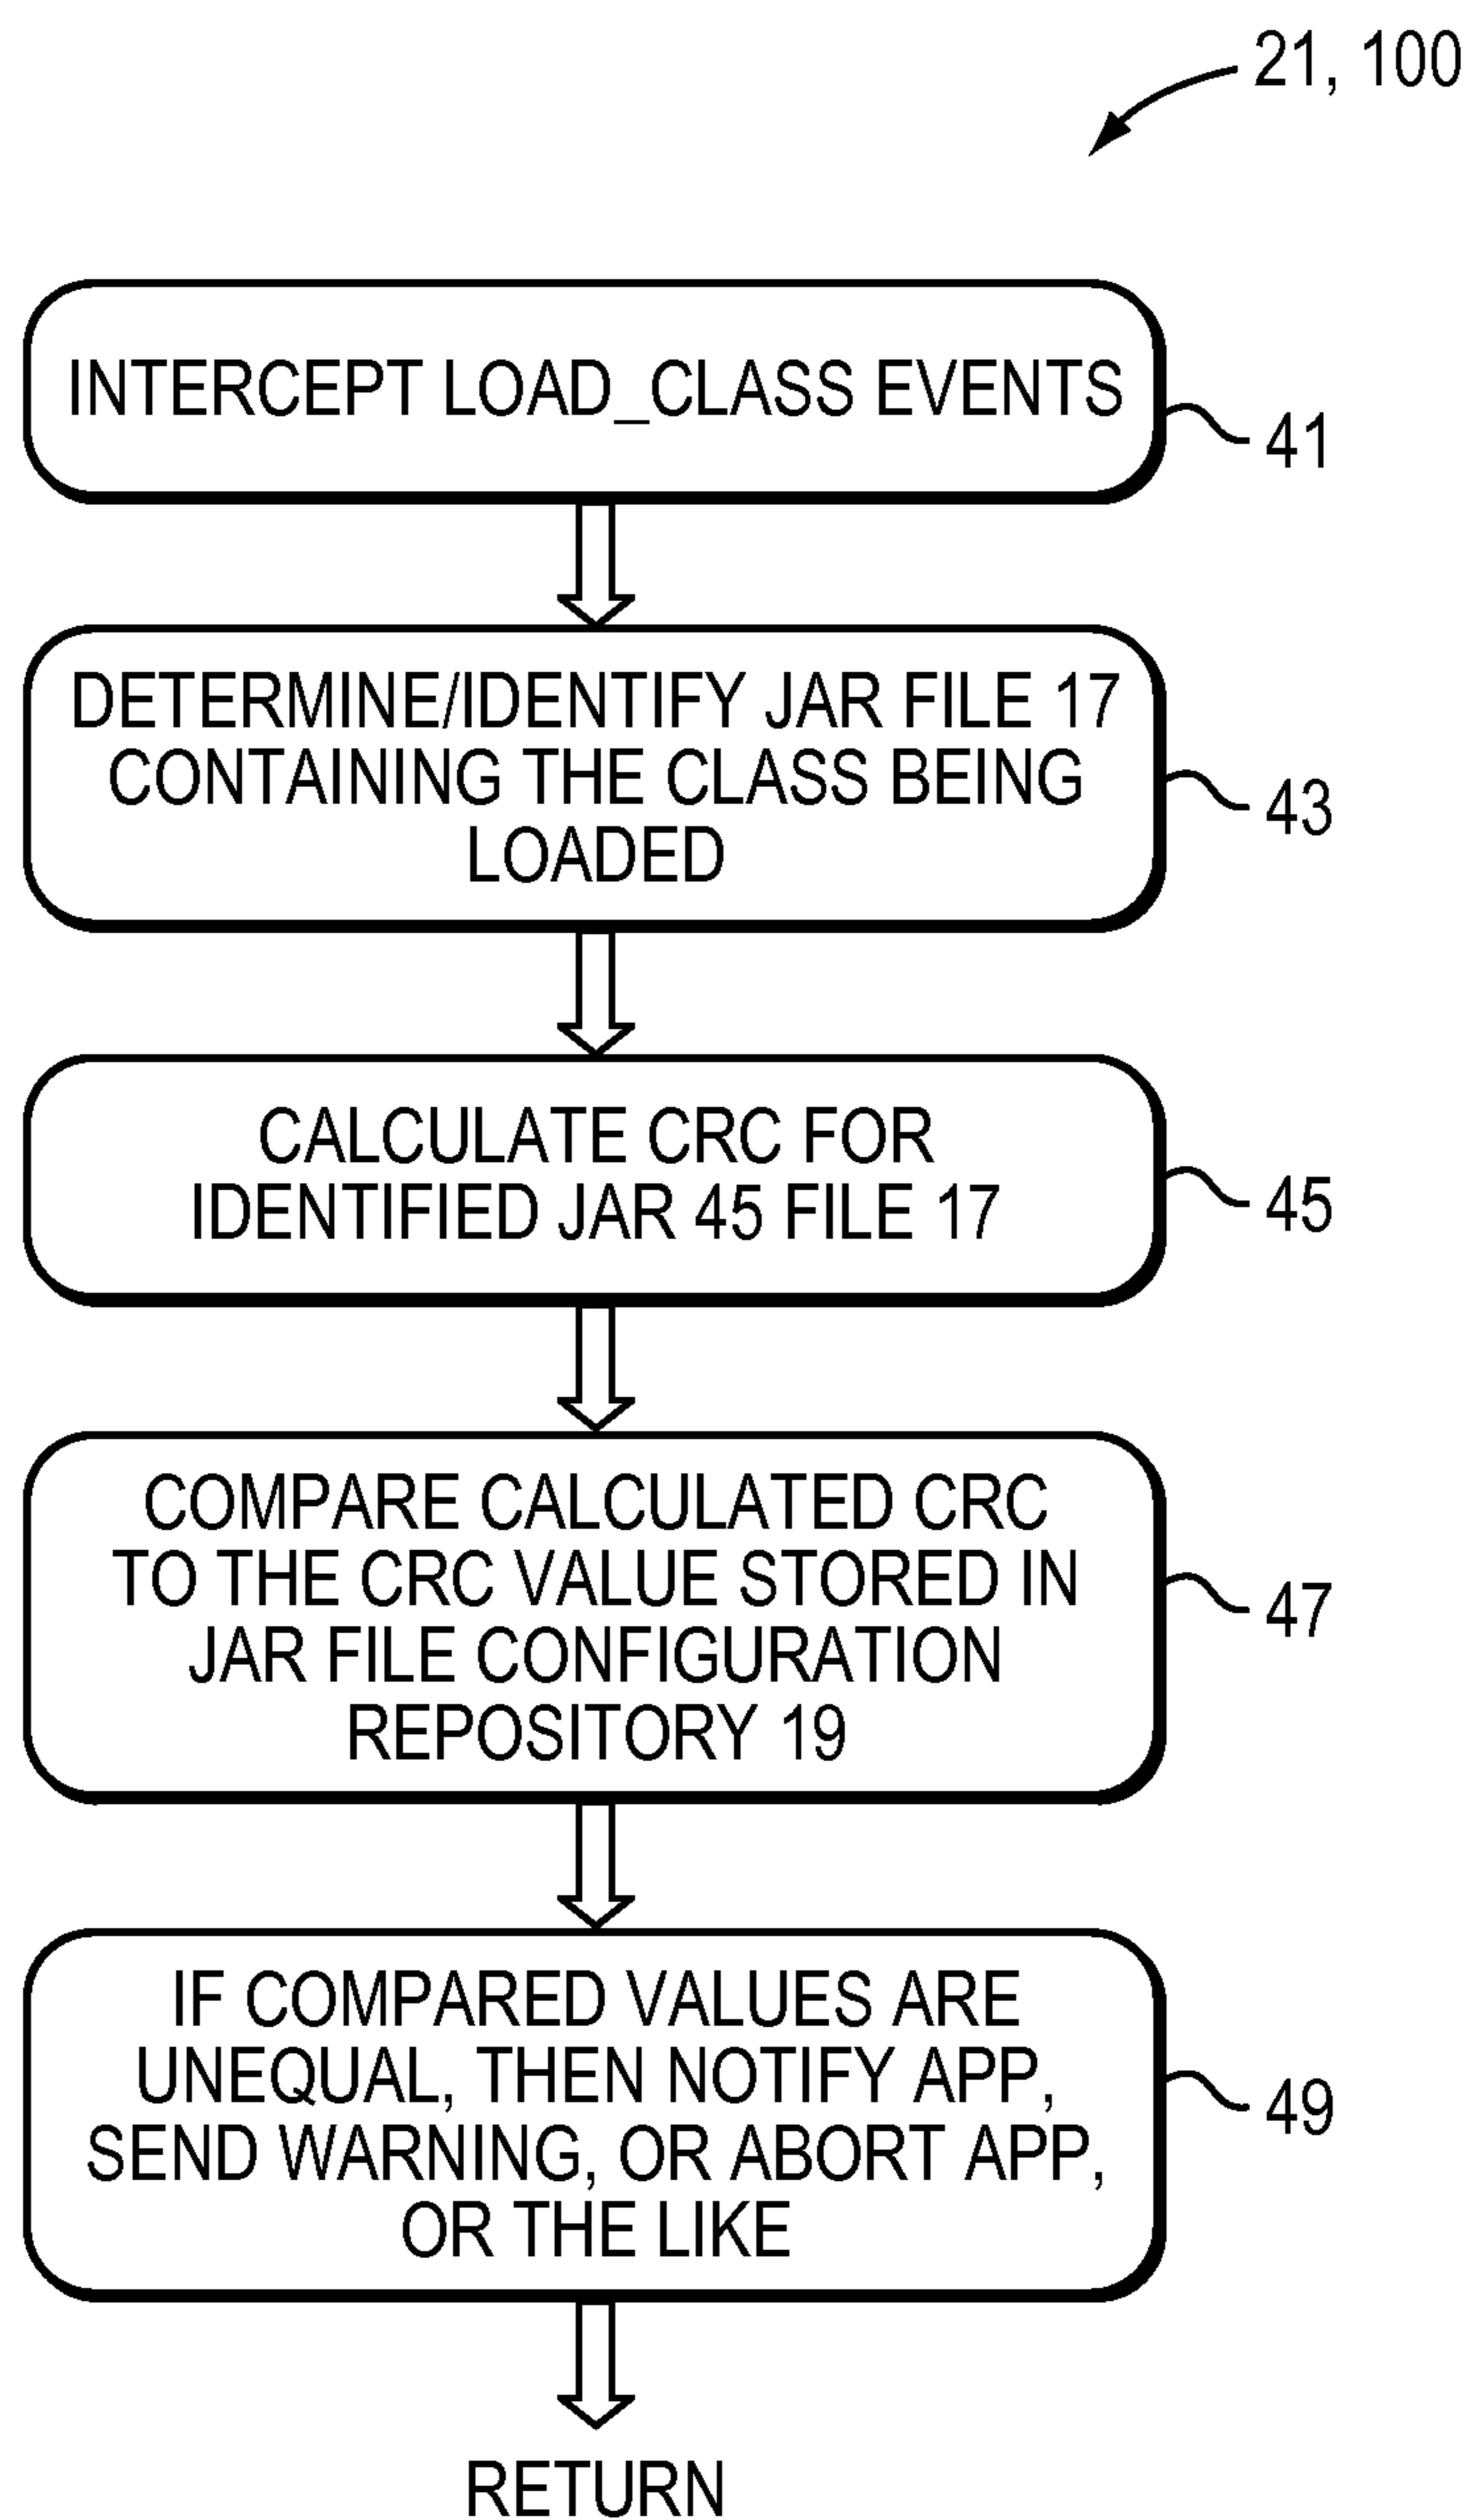 21, 100
INTERCEPT LOAD_CLASS EVENTS
41
DETERMINE/IDENTIFY JAR FILE 17
CONTAINING THE CLASS BEING
LOADED
43
CALCULATE CRC FOR
IDENTIFIED JAR 45 FILE 17
45
COMPARE CALCULATED CRC
TO THE CRC VALUE STORED IN
JAR FILE CONFIGURATION
REPOSITORY 19
47
IF COMPARED VALUES ARE
UNEQUAL, THEN NOTIFY APP,
SEND WARNING, OR ABORT APP,
OR THE LIKE
49
RETURN